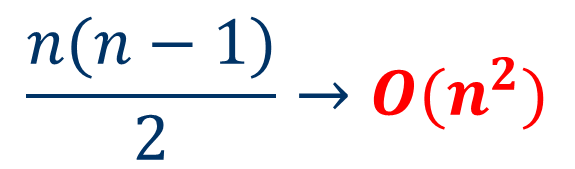 n(n − 1)
2
→ O(n²)